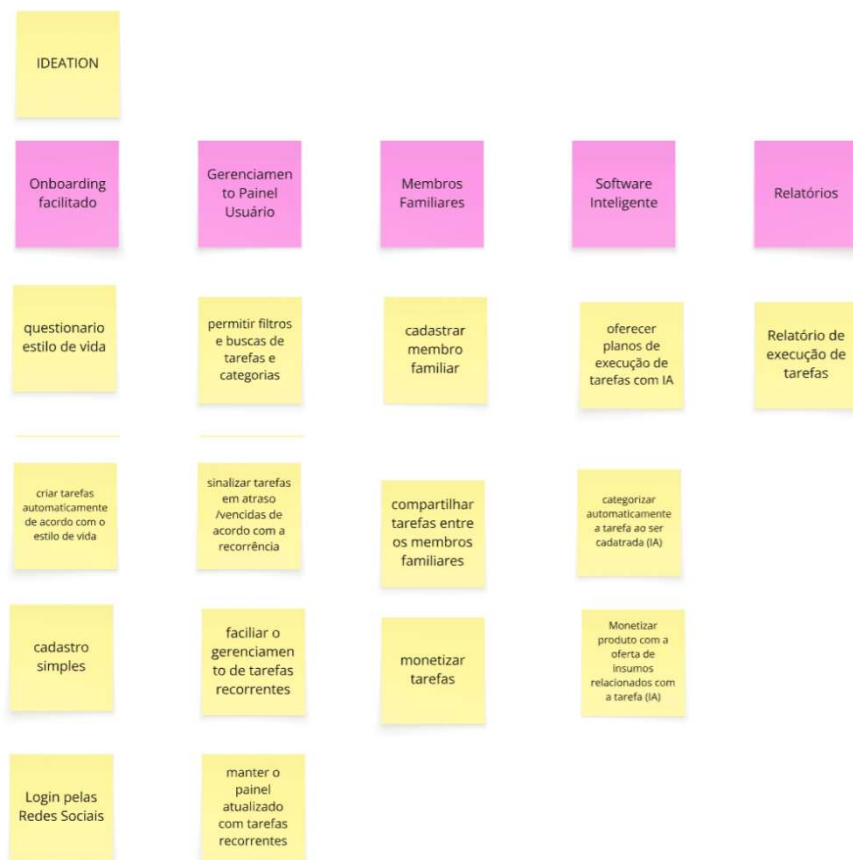 IDEATION
Onboarding
facilitado
Gerenciamen
to Painel
Usuário
Membros
Familiares
Software
Inteligente
Relatórios
questionario
estilo de vida
permitir filtros
e buscas de
tarefas e
categorias
cadastrar
membro
familiar
oferecer
planos de
execução de
tarefas com IA
Relatório de
execução de
tarefas
criar tarefas
automaticamente
de acordo com o
estilo de vida
sinalizar tarefas
em atraso
/vencidas de
acordo com a
recorrência
compartilhar
tarefas entre
os membros
familiares
categorizar
automaticamente
a tarefa ao ser
cadatrada (IA)
cadastro
simples
faciliar o
gerenciamen
to de tarefas
recorrentes
monetizar
tarefas
Monetizar
produto com a
oferta de
insumos
relacionados com
a tarefa (IA)
Login pelas
Redes Sociais
manter o
painel
atualizado
com tarefas
recorrentes